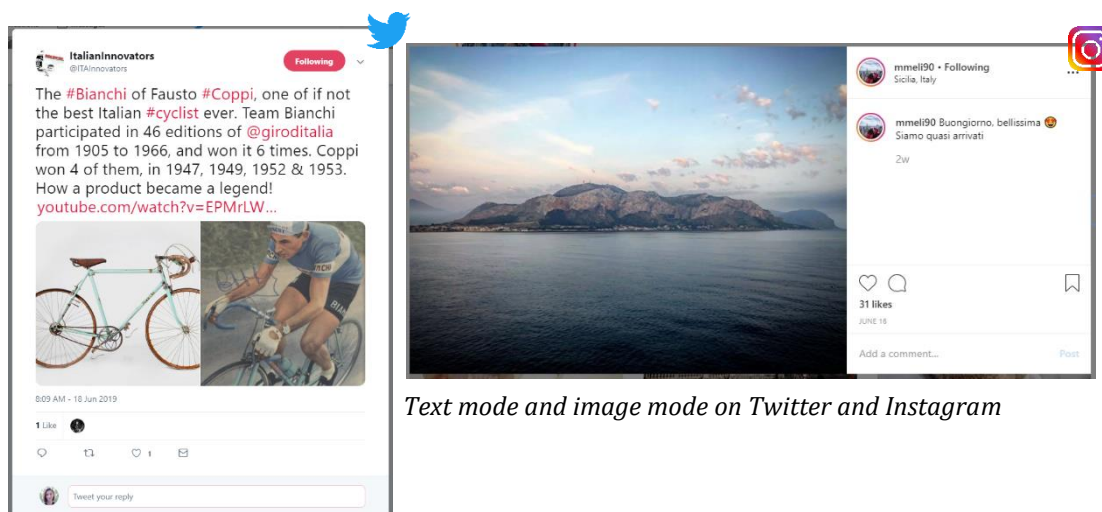 ItalianInnovators
@ITAInnovators
Following
The #Bianchi of Fausto #Coppi, one of if not
the best Italian #cyclist ever. Team Bianchi
participated in 46 editions of @giroditalia
from 1905 to 1966, and won it 6 times. Coppi
won 4 of them, in 1947, 1949, 1952 & 1953.
How a product became a legend!
youtube.com/watch?v=EPMrLW...
8:09 AM - 18 Jun 2019
1 Like
1
Tweet your reply
mmeli90 • Following
Sicilia, Italy
mmeli90 Buongiorno, bellissima
Siamo quasi arrivati
2w
31 likes
JUNE 16
Add a comment...
Post
Text mode and image mode on Twitter and Instagram